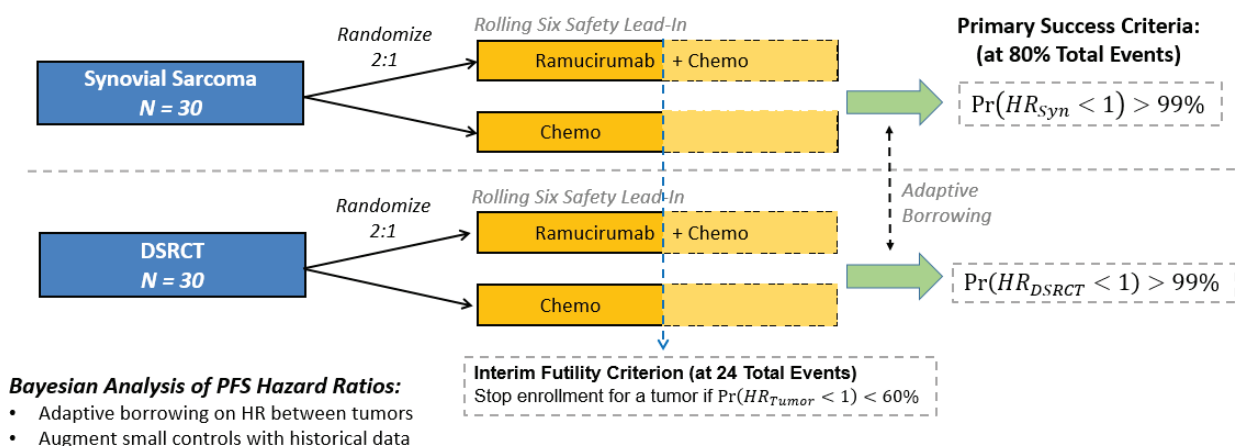 Rolling Six Safety Lead-In
Randomize
2:1
Synovial Sarcoma
N = 30
Ramucirumab + Chemo
Chemo
Primary Success Criteria:
(at 80% Total Events)
Pr(HR_Syn < 1) > 99%
Adaptive
Borrowing
Rolling Six Safety Lead-In
Randomize
2:1
DSRCT
N = 30
Ramucirumab + Chemo
Chemo
Pr(HR_DSRCT < 1) > 99%
Interim Futility Criterion (at 24 Total Events)
Stop enrollment for a tumor if Pr(HR_Tumor < 1) < 60%
Bayesian Analysis of PFS Hazard Ratios:
• Adaptive borrowing on HR between tumors
• Augment small controls with historical data